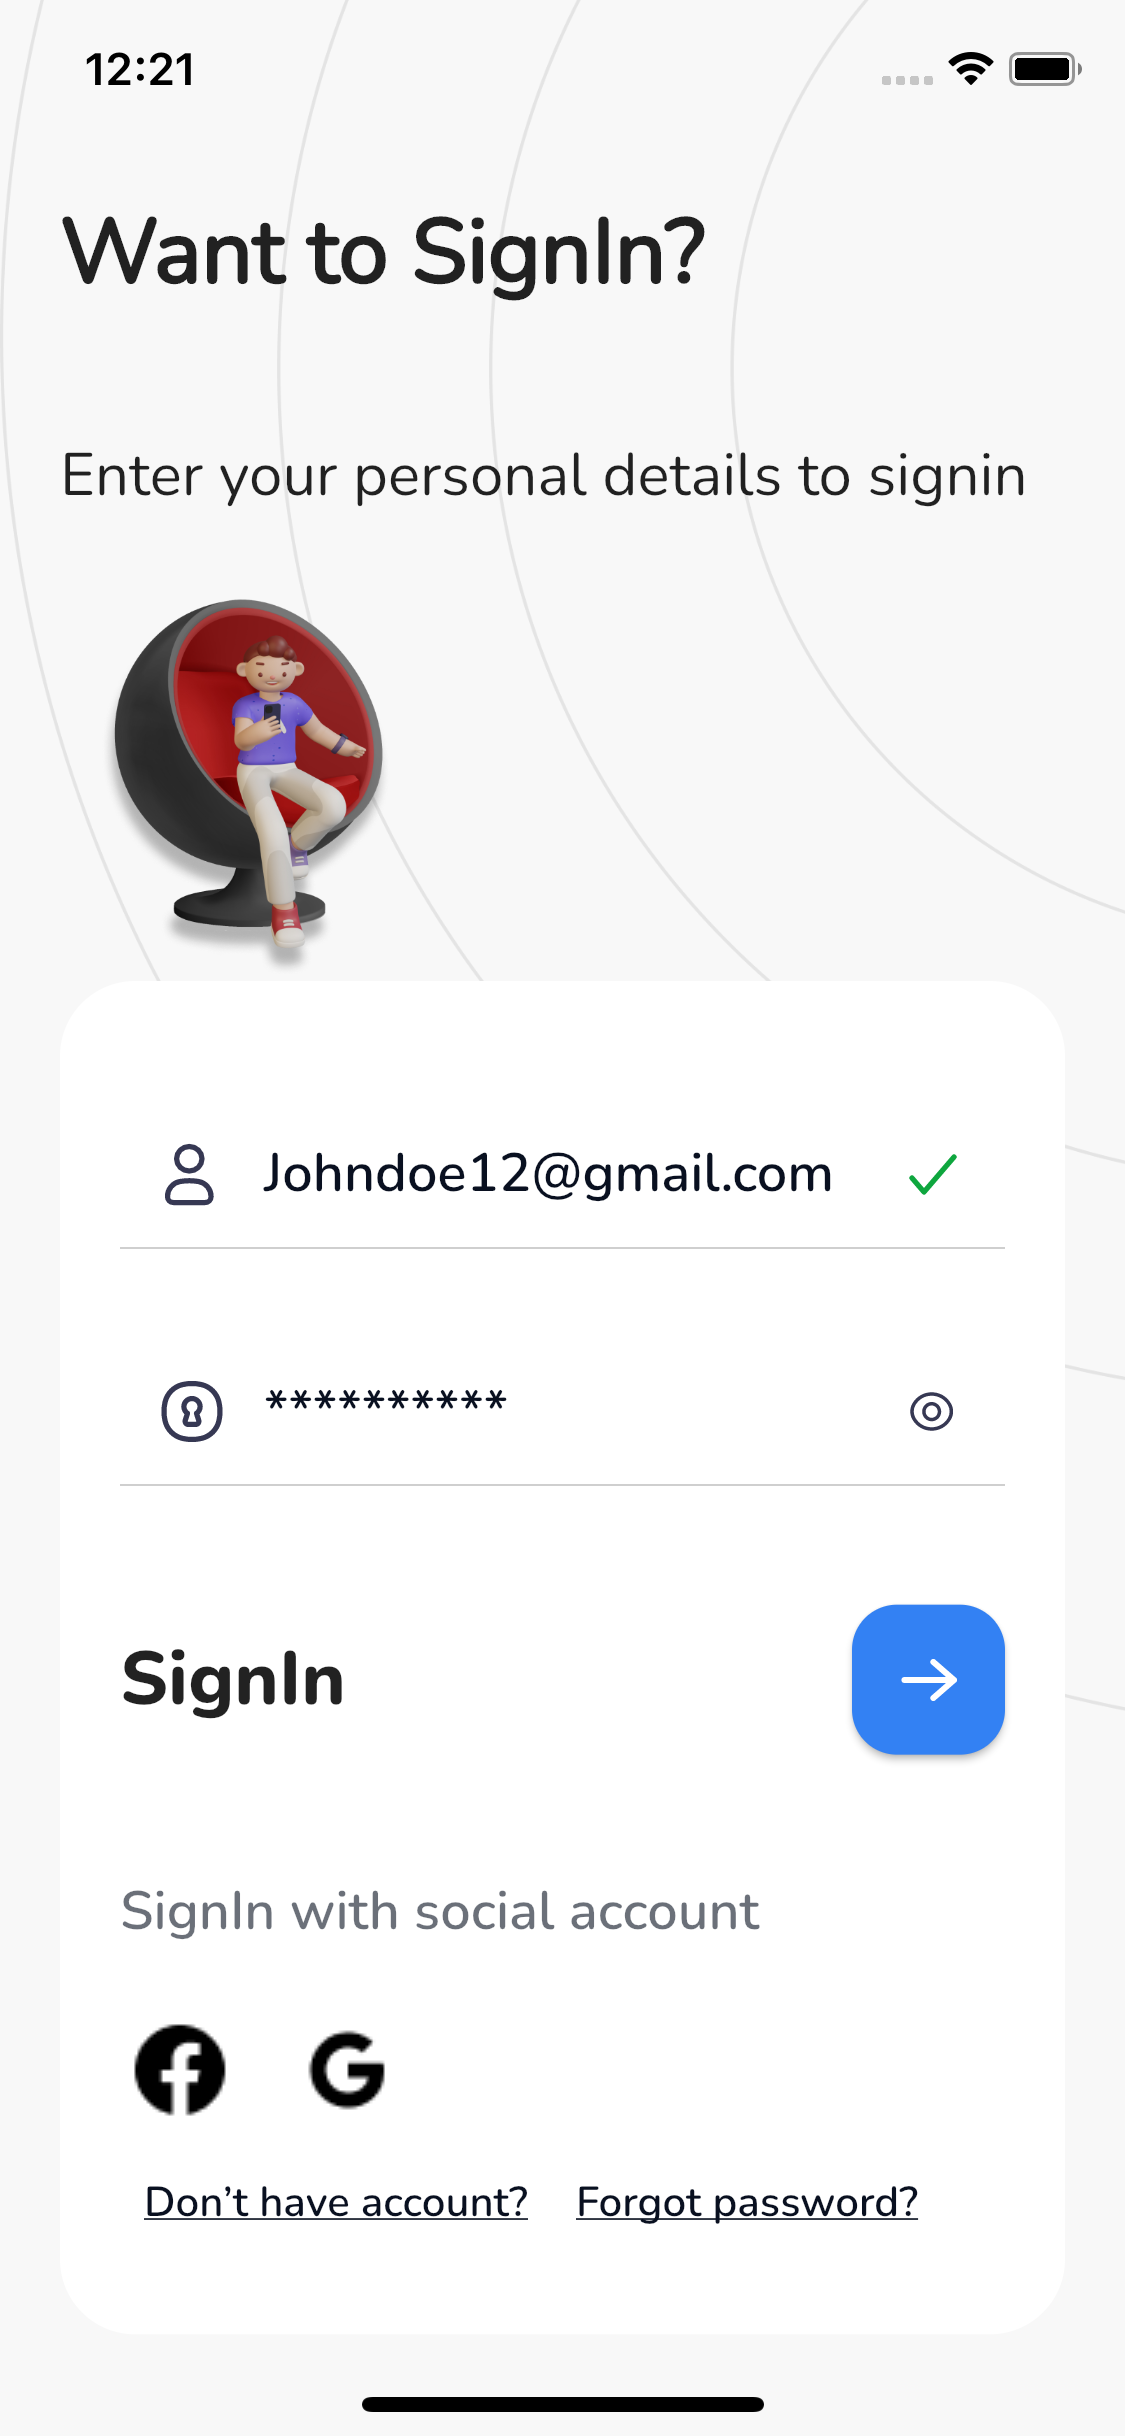 12:21
Want to SignIn?
Enter your personal details to signin
Johndoe12@gmail.com
**********
SignIn
SignIn with social account
Don’t have account? Forgot password?